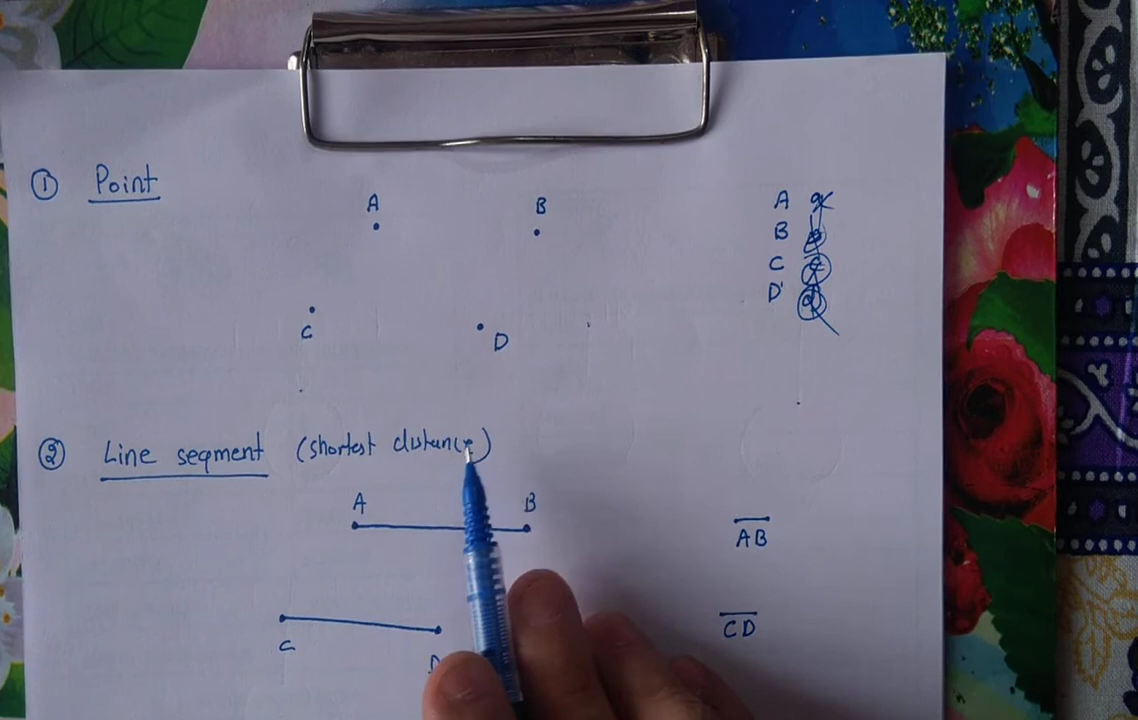 ① Point
A B
C D
A
B
C
D
② Line segment (shortest distance)
A B
AB
C D
CD